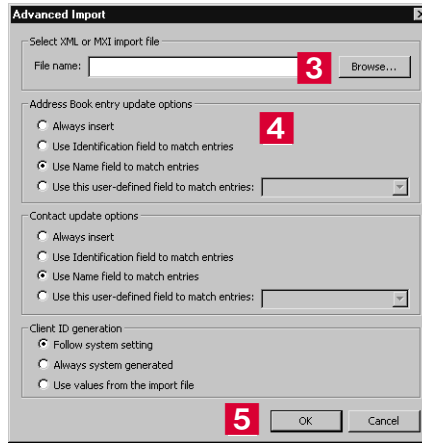 Advanced Import
Select XML or MXI import file
File name: 3 Browse...
Address Book entry update options
Always insert 4
Use Identification field to match entries
Use Name field to match entries
Use this user-defined field to match entries:
Contact update options
Always insert
Use Identification field to match entries
Use Name field to match entries
Use this user-defined field to match entries:
Client ID generation
Follow system setting
Always system generated
Use values from the import file
5 OK Cancel